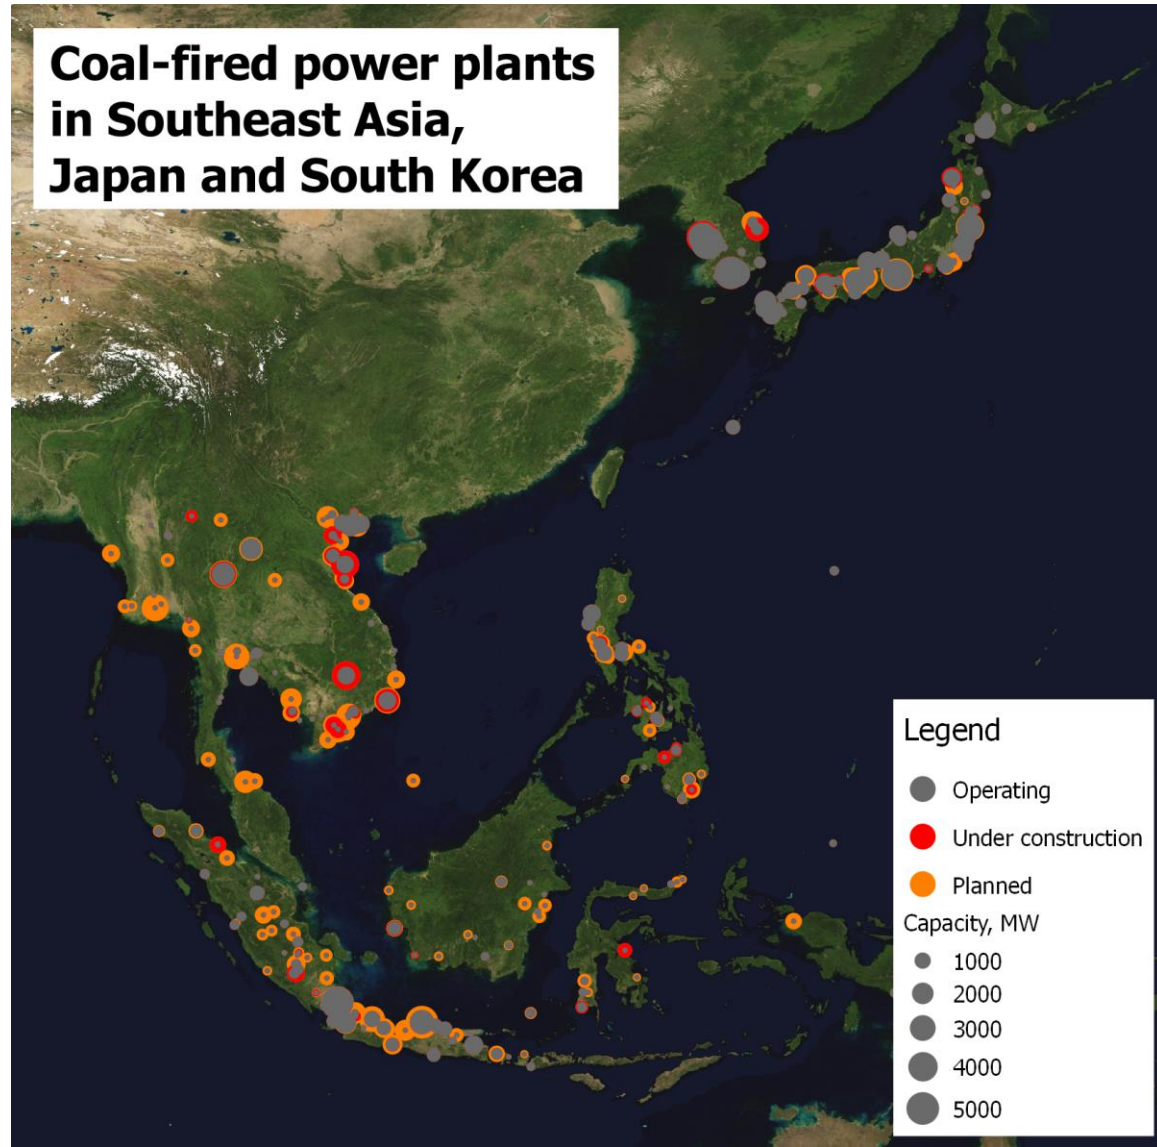 Coal-fired power plants
in Southeast Asia,
Japan and South Korea
Legend
Operating
Under construction
Planned
Capacity, MW
1000
2000
3000
4000
5000